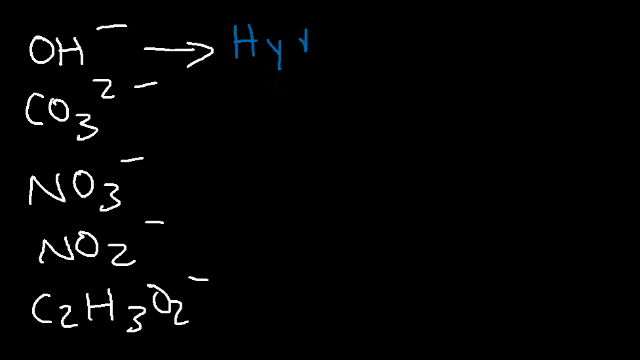 OH⁻ → Hy
CO₃²⁻
NO₃⁻
NO₂⁻
C₂H₃O₂⁻